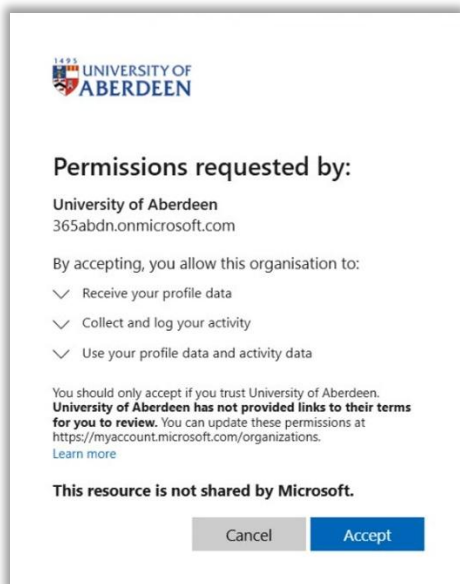 1495
UNIVERSITY OF
ABERDEEN
Permissions requested by:
University of Aberdeen
365abdn.onmicrosoft.com
By accepting, you allow this organisation to:
Receive your profile data
Collect and log your activity
Use your profile data and activity data
You should only accept if you trust University of Aberdeen.
University of Aberdeen has not provided links to their terms
for you to review. You can update these permissions at
https://myaccount.microsoft.com/organizations.
Learn more
This resource is not shared by Microsoft.
Cancel Accept